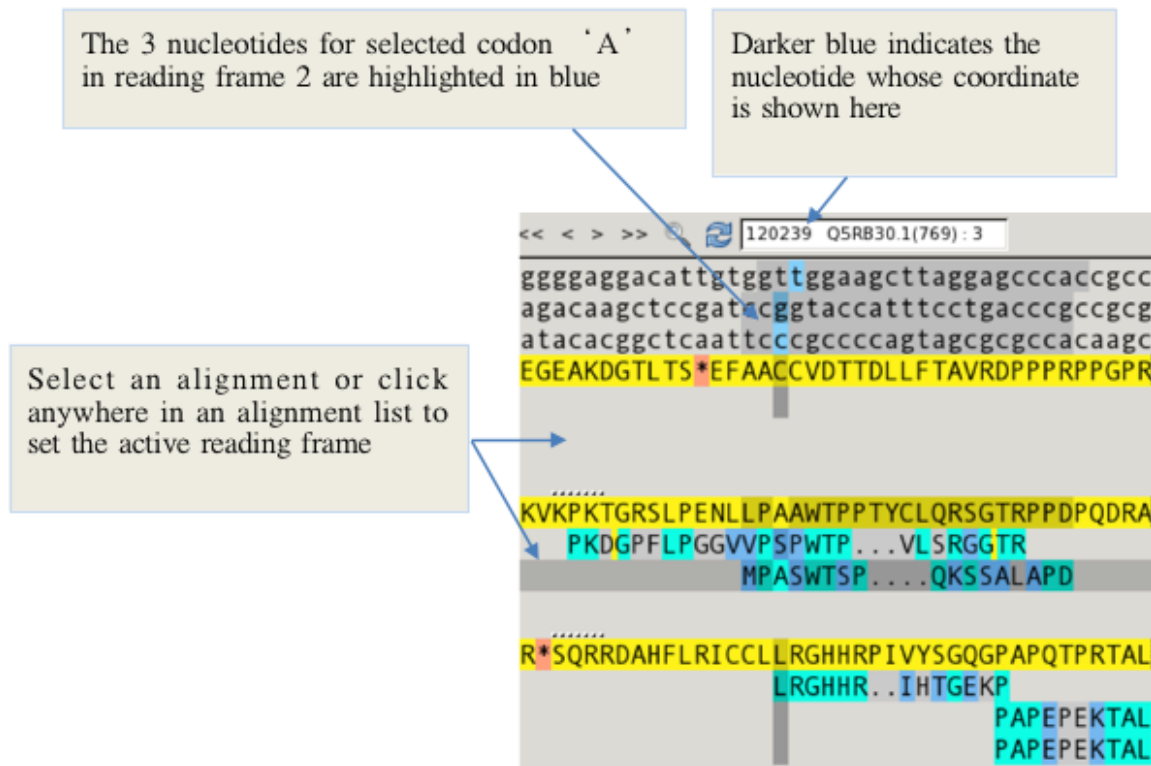 The 3 nucleotides for selected codon ‘A’
in reading frame 2 are highlighted in blue
Darker blue indicates the
nucleotide whose coordinate
is shown here
<< < > >> 120239 Q5RB30.1(769) : 3
ggggaggacattgtggttggaagcttaggagcccaccgcc
agacaagctccgatacggtaccatttcctgacccgccgcg
atacacggctcaattcccgccccagtagcgcgccacaagc
EGEAKDGTLTS*EFAACCVDTTDLLFTAVRDPPPRPPGPR
Select an alignment or click
anywhere in an alignment list to
set the active reading frame
KVKPKTGRSLPENLLPAAWTPPTYCLQRSGTRPPDPQDRA
PKDGPFLPGGVVPSPWTP...VLSRGGTR
MPASWTSP....QKSSALAPD
R*SQRRDAHFLRICCLLRGHHRPIVYSGQGPAPQTPRTAL
LRGHHR..IHTGEKP
PAPEPEKTAL
PAPEPEKTAL